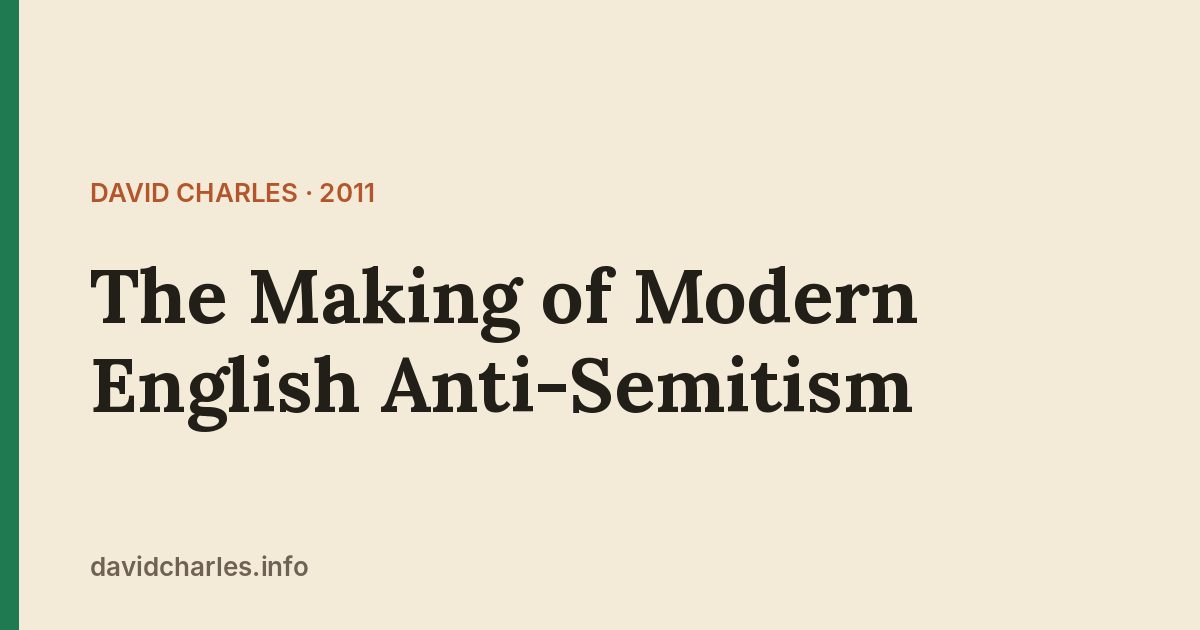 DAVID CHARLES · 2011
The Making of Modern
English Anti-Semitism
davidcharles.info